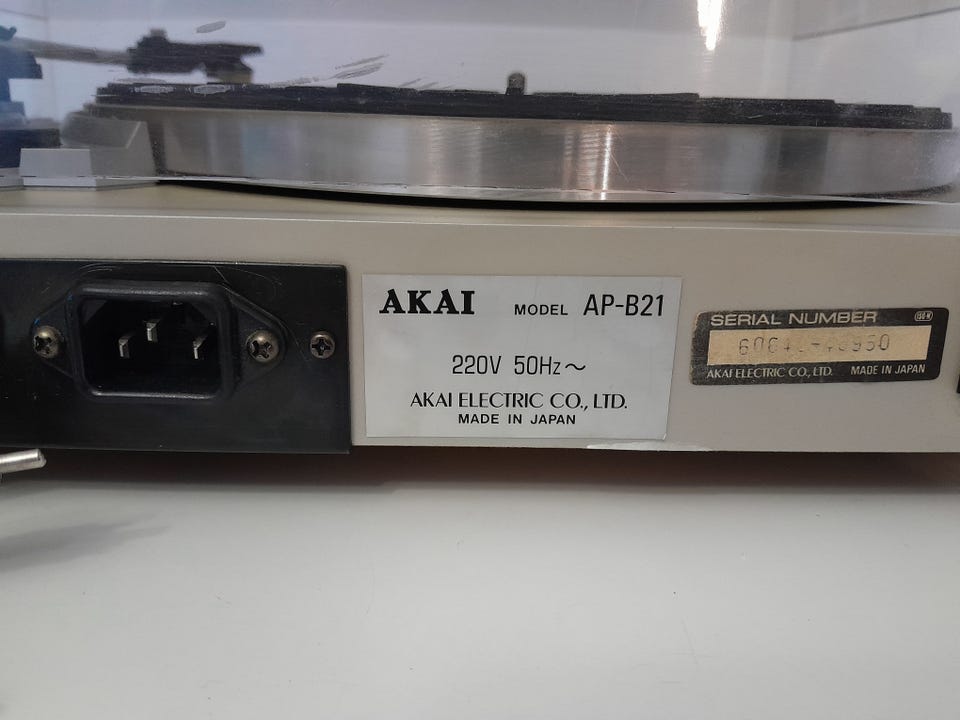 AKAI MODEL AP-B21
220V 50Hz～
AKAI ELECTRIC CO., LTD.
MADE IN JAPAN
SERIAL NUMBER
AKAI ELECTRIC CO., LTD. MADE IN JAPAN